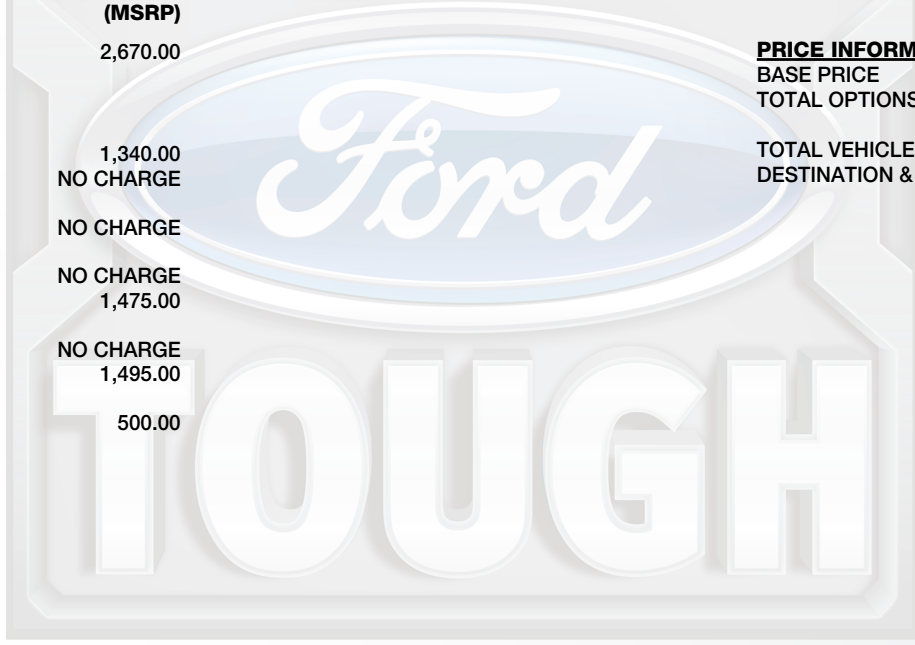 (MSRP)
2,670.00
1,340.00
NO CHARGE
NO CHARGE
NO CHARGE
1,475.00
NO CHARGE
1,495.00
500.00
PRICE INFORM
BASE PRICE
TOTAL OPTIONS
TOTAL VEHICLE
DESTINATION &
Ford
TOUGH